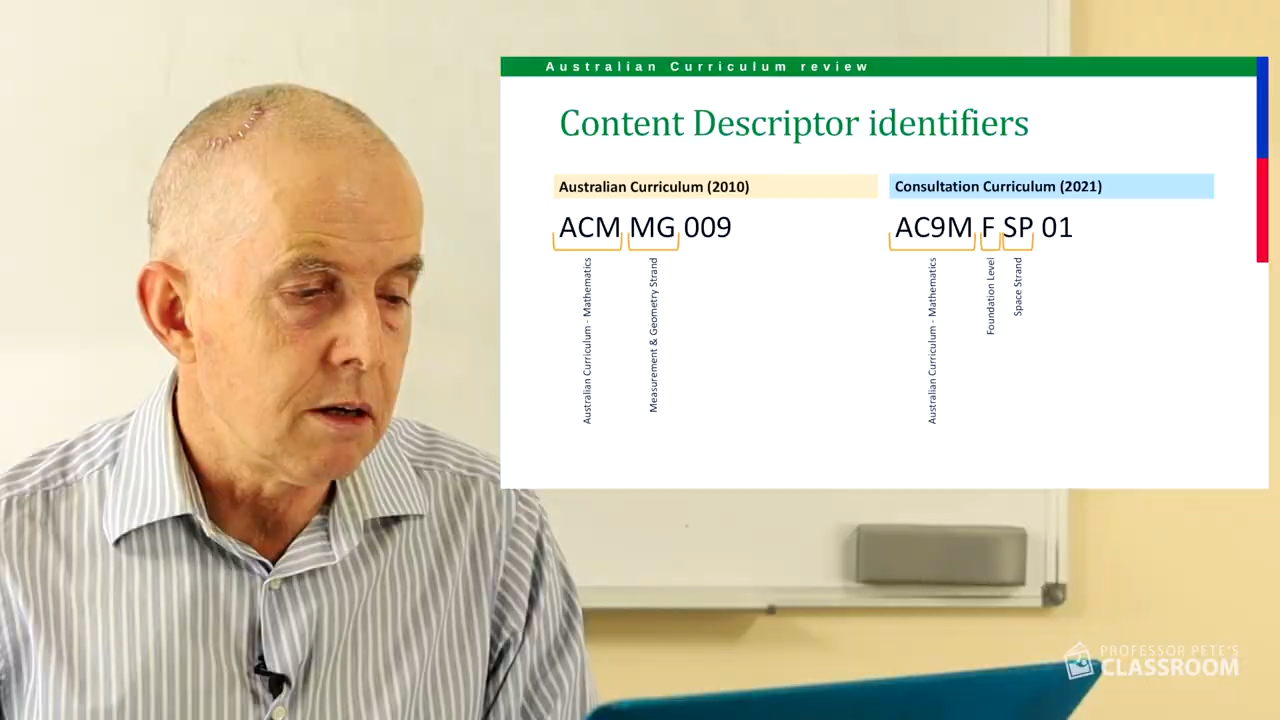 Australian Curriculum review
Content Descriptor identifiers
Australian Curriculum (2010)
ACM MG 009
Australian Curriculum - Mathematics
Measurement & Geometry Strand
Consultation Curriculum (2021)
AC9M F SP 01
Australian Curriculum - Mathematics
Foundation Level
Space Strand
PROFESSOR PETE'S
CLASSROOM